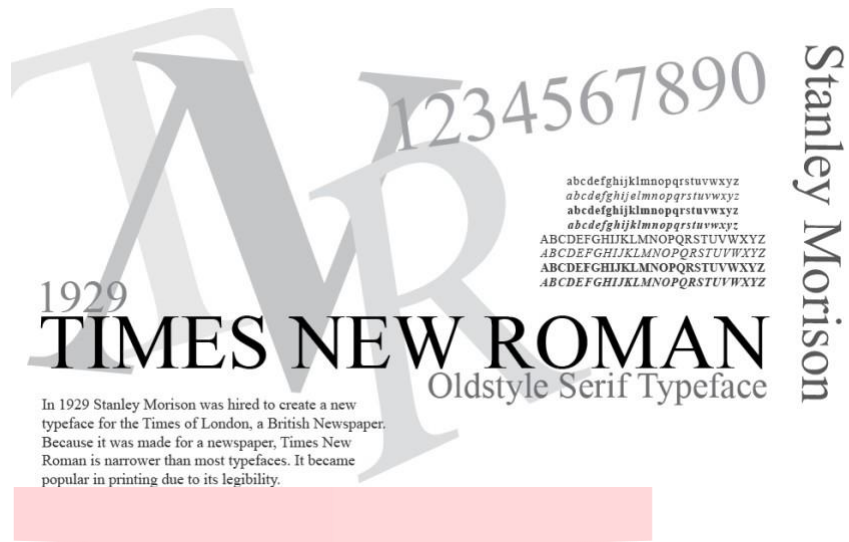 TNR
1234567890
Stanley Morison
abcdefghijklmnopqrstuvwxyz
abcdefghijelmnopqrstuvwxyz
abcdefghijklmnopqrstuvwxyz
abcdefghijklmnopqrstuvwxyz
ABCDEFGHIJKLMNOPQRSTUVWXYZ
ABCDEFGHIJKLMNOPQRSTUVWXYZ
ABCDEFGHIJKLMNOPQRSTUVWXYZ
ABCDEFGHIJKLMNOPQRSTUVWXYZ
1929
TIMES NEW ROMAN
Oldstyle Serif Typeface
In 1929 Stanley Morison was hired to create a new
typeface for the Times of London, a British Newspaper.
Because it was made for a newspaper, Times New
Roman is narrower than most typefaces. It became
popular in printing due to its legibility.